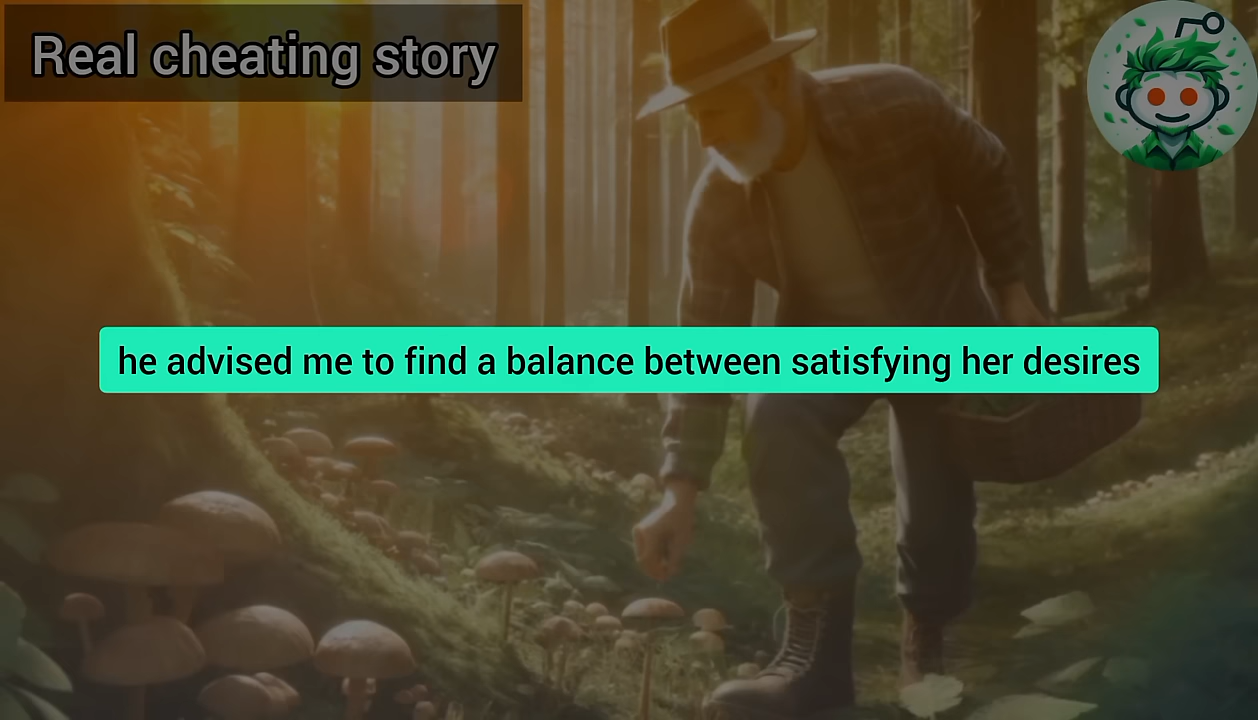 Real cheating story
he advised me to find a balance between satisfying her desires